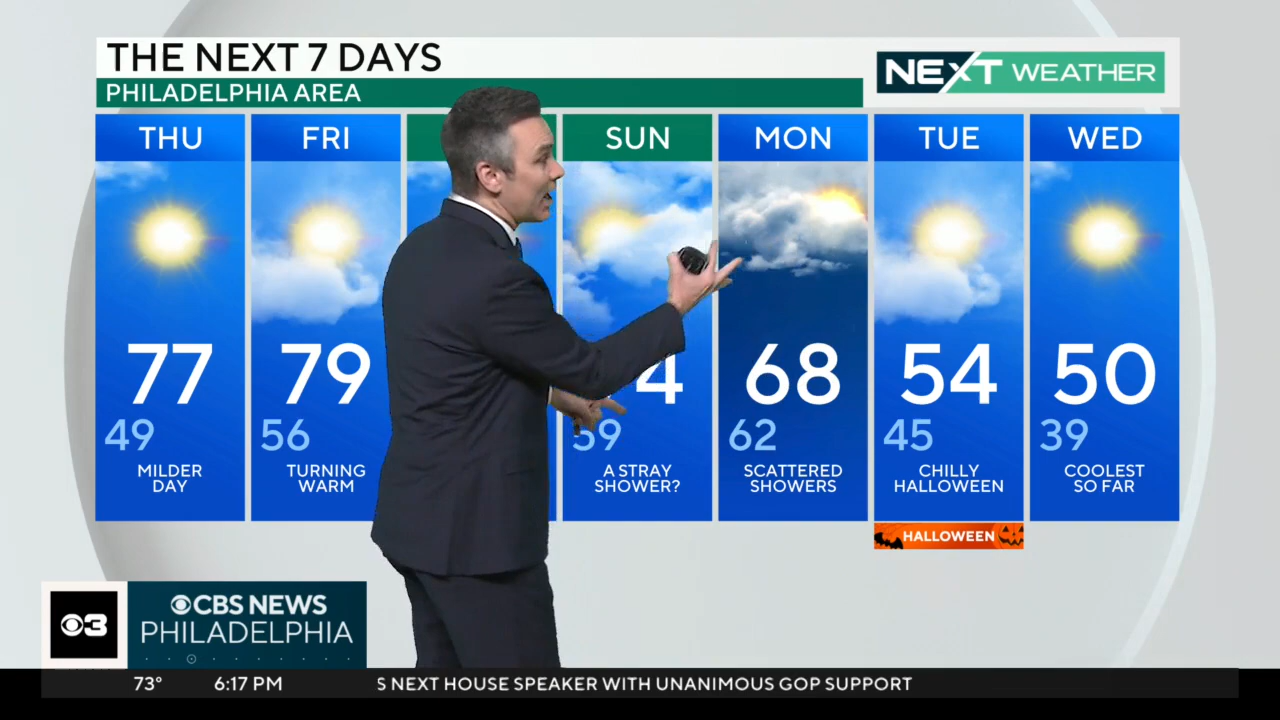 THE NEXT 7 DAYS
NEXT WEATHER
PHILADELPHIA AREA
THU
FRI
SUN
MON
TUE
WED
77
79
4
68
54
50
49
56
59
62
45
39
MILDER
DAY
TURNING
WARM
A STRAY
SHOWER?
SCATTERED
SHOWERS
CHILLY
HALLOWEEN
COOLEST
SO FAR
HALLOWEEN
3
CBS NEWS
PHILADELPHIA
73° 6:17 PM S NEXT HOUSE SPEAKER WITH UNANIMOUS GOP SUPPORT